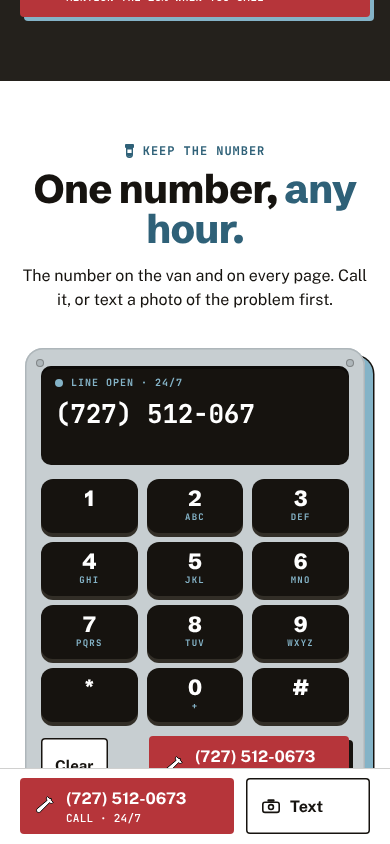 KEEP THE NUMBER
One number, any
hour.
The number on the van and on every page. Call
it, or text a photo of the problem first.
LINE OPEN · 24/7
(727) 512-067
1
2
ABC
3
DEF
4
GHI
5
JKL
6
MNO
7
PQRS
8
TUV
9
WXYZ
*
0
+
#
Clear
(727) 512-0673
(727) 512-0673
CALL · 24/7
Text